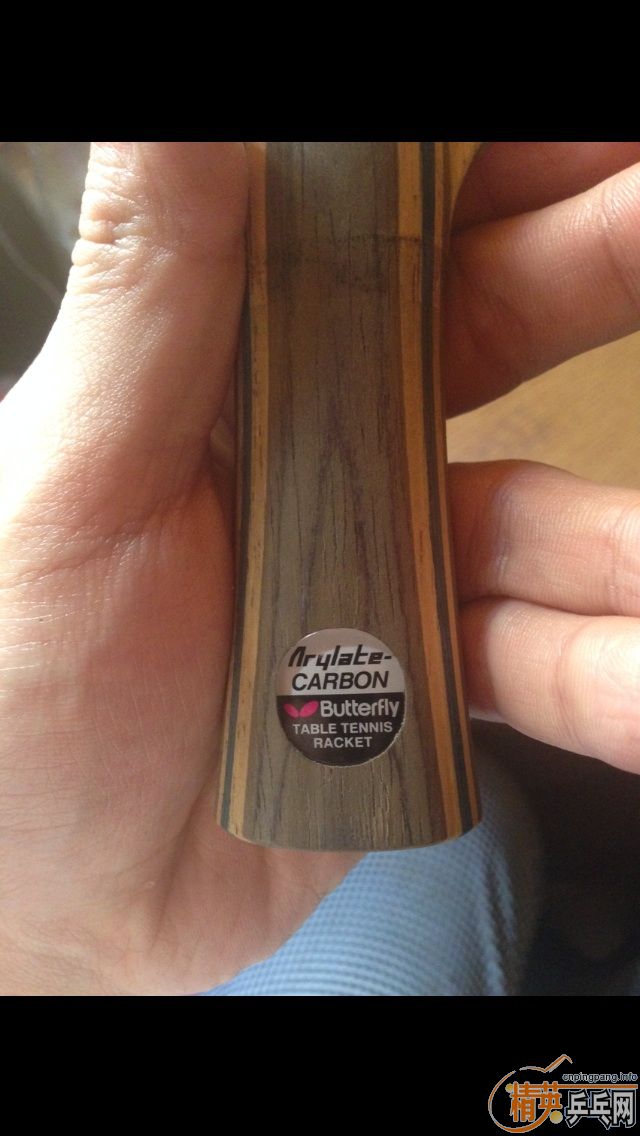 Arylate-
CARBON
Butterfly
TABLE TENNIS
RACKET
cnpingpang.info
精英乒乓网